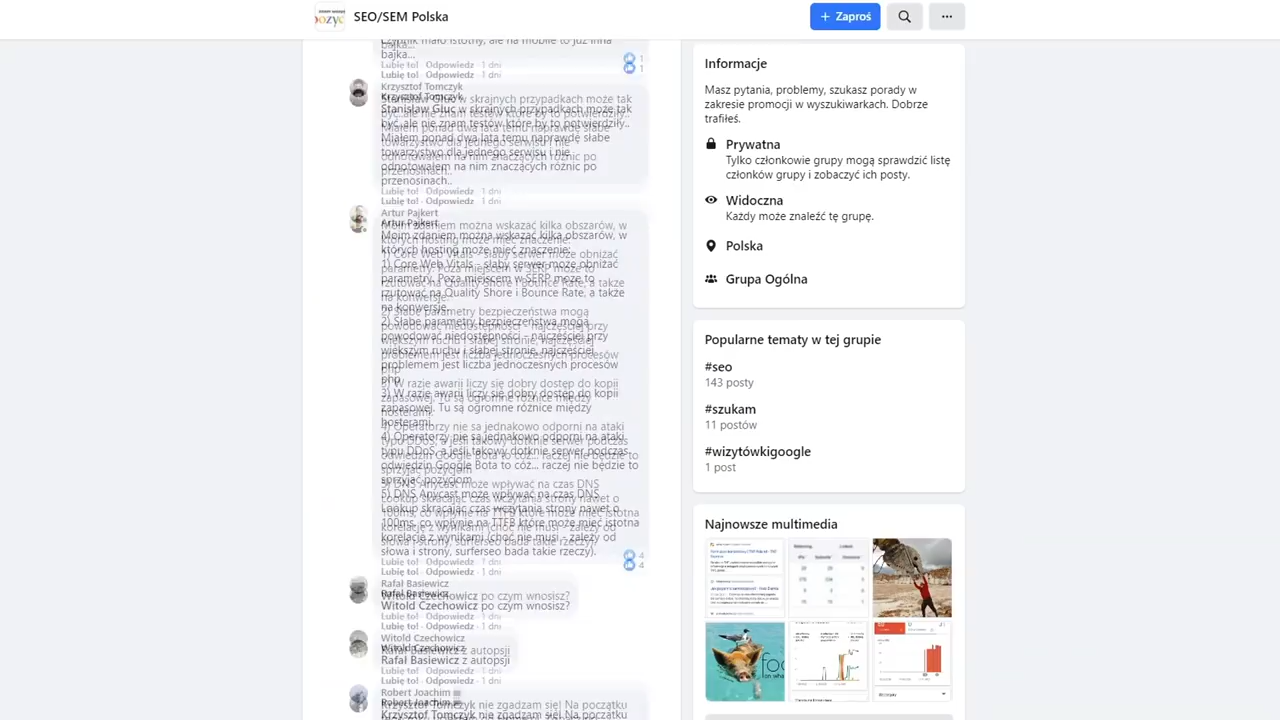 SEO/SEM Polska
+ Zaproś
bajka...
Lubię to! · Odpowiedz · 1 dni
1
Krzysztof Tomczyk
Stanisław Gluc w skrajnych przypadkach może tak
być, ale nie znam testów, które by to potwierdziły..
Miałem ponad dwa lata temu naprawdę słabe
towarzystwo dla jednego serwisu i nie
odnotowałem na nim znaczących różnic po
przenosinach..
Lubię to! · Odpowiedz · 1 dni
Artur Pajkert
Moim zdaniem można wskazać kilka obszarów, w
których hosting może mieć znaczenie:
1) Core Web Vitals - słaby serwer może obniżać
parametry. Poza miejscem w SERP, może to
rzutować na Quality Shore i Bounce Rate, a także
na konwersje.
2) Słabe parametry bezpieczeństwa mogą
powodować niedostępności - najczęściej przy
większym ruchu i słabej stronie, najczęściej
problemem jest liczba jednoczesnych procesów
php
3) W razie awarii liczy się dobry dostęp do kopii
zapasowej. Tu są ogromne różnice między
hosterami.
4) Operatorzy nie są jednakowo odporni na ataki
typu DDoS, a jeśli takowy dotknie serwer podczas
odwiedzin Google Bota to cóż... raczej nie będzie to
sprzyjać pozycjom
5) DNS Anycast może wpływać na czas DNS
Lookup skracając czas wczytania strony nawet o
100ms, co wpłynie na TTFB które może mieć istotną
korelację z wynikami (choć nie musi - zależy od
słowa i strony, surfer seo bada takie rzeczy).
4
Lubię to! · Odpowiedz · 1 dni
Rafał Basiewicz
Witold Czechowicz po czym wnosisz?
Lubię to! · Odpowiedz · 1 dni
Witold Czechowicz
Rafał Basiewicz z autopsji
Lubię to! · Odpowiedz · 1 dni
Robert Joachim
Krzysztof Tomczyk nie zgadzam się! Na początku
Informacje
Masz pytania, problemy, szukasz porady w
zakresie promocji w wyszukiwarkach. Dobrze
trafiłeś.
Prywatna
Tylko członkowie grupy mogą sprawdzić listę
członków grupy i zobaczyć ich posty.
Widoczna
Każdy może znaleźć tę grupę.
Polska
Grupa Ogólna
Popularne tematy w tej grupie
#seo
143 posty
#szukam
11 postów
#wizytówkigoogle
1 post
Najnowsze multimedia